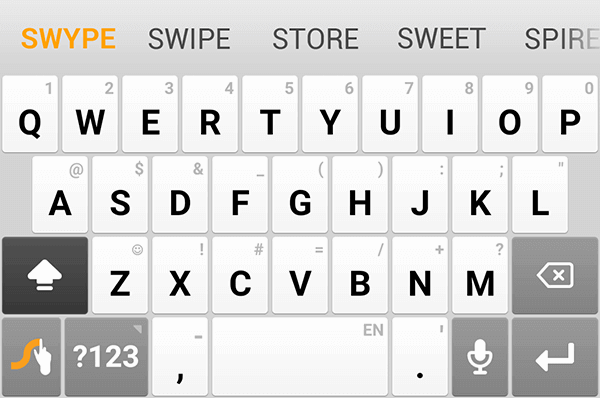 SWYPE SWIPE STORE SWEET SPIRE
1 2 3 4 5 6 7 8 9 0
Q W E R T Y U I O P
@ $ & _ ( ) : ; "
A S D F G H J K L
☺ ! # = / + ?
Z X C V B N M
- EN '
?123 , .